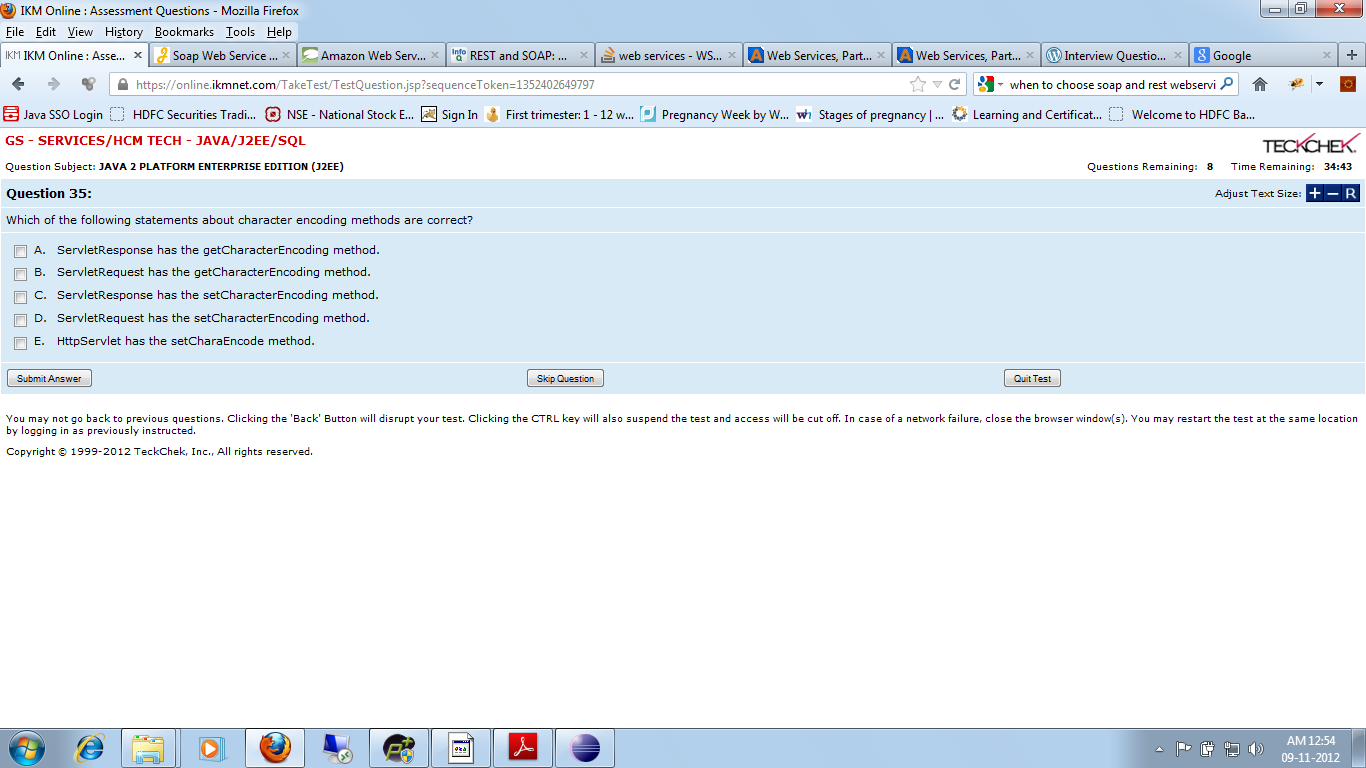 IKM Online : Assessment Questions - Mozilla Firefox
File Edit View History Bookmarks Tools Help
IKM IKM Online : Asse... Soap Web Service ... Amazon Web Serv... Info Q REST and SOAP: ... web services - WS... Web Services, Part... Web Services, Part... Interview Questio... Google
https://online.ikmnet.com/TakeTest/TestQuestion.jsp?sequenceToken=1352402649797 when to choose soap and rest webservi
Java SSO Login HDFC Securities Tradi... NSE - National Stock E... Sign In First trimester: 1 - 12 w... Pregnancy Week by W... Stages of pregnancy | ... Learning and Certificat... Welcome to HDFC Ba...
GS - SERVICES/HCM TECH - JAVA/J2EE/SQL
TECKCHEK
Question Subject: JAVA 2 PLATFORM ENTERPRISE EDITION (J2EE) Questions Remaining: 8 Time Remaining: 34:43
Question 35: Adjust Text Size: + − R
Which of the following statements about character encoding methods are correct?
A. ServletResponse has the getCharacterEncoding method.
B. ServletRequest has the getCharacterEncoding method.
C. ServletResponse has the setCharacterEncoding method.
D. ServletRequest has the setCharacterEncoding method.
E. HttpServlet has the setCharaEncode method.
Submit Answer Skip Question Quit Test
You may not go back to previous questions. Clicking the 'Back' Button will disrupt your test. Clicking the CTRL key will also suspend the test and access will be cut off. In case of a network failure, close the browser window(s). You may restart the test at the same location
by logging in as previously instructed.
Copyright © 1999-2012 TeckChek, Inc., All rights reserved.
AM 12:54
09-11-2012